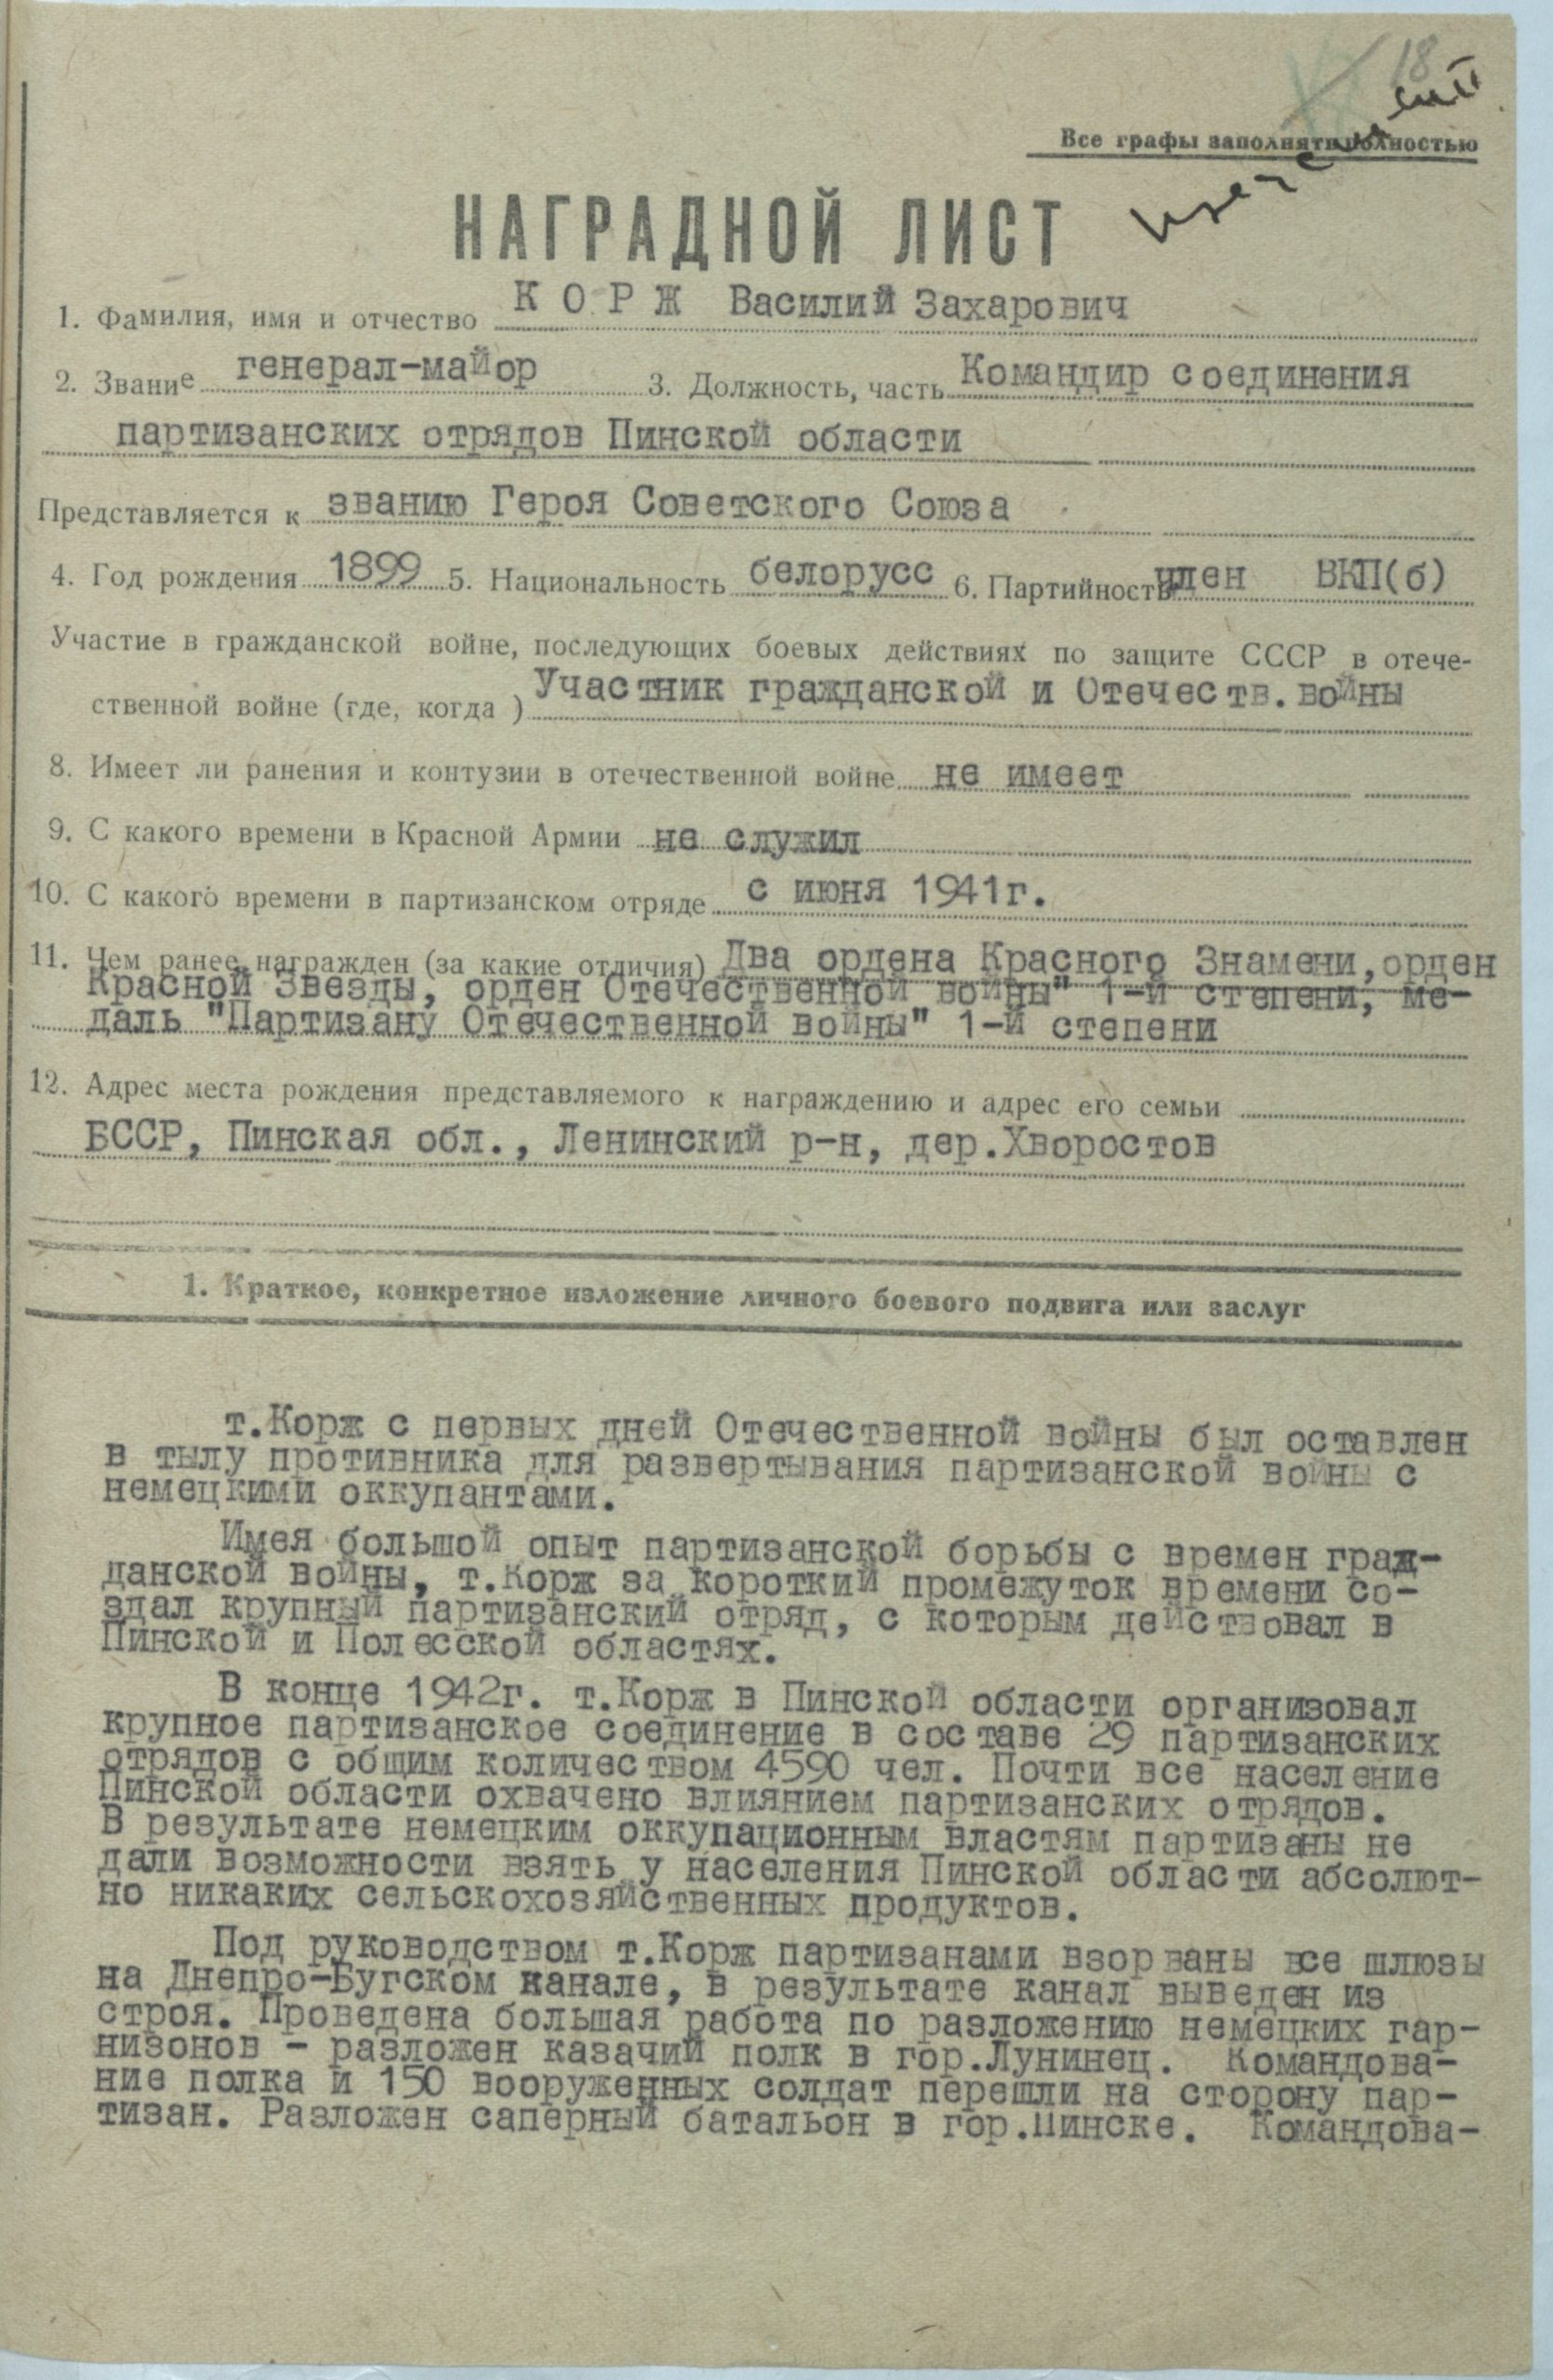 18
Все графы заполнять полностью
НАГРАДНОЙ ЛИСТ
1. Фамилия, имя и отчество КОРЖ Василий Захарович
2. Звание генерал-майор 3. Должность, часть Командир соединения
партизанских отрядов Пинской области
Представляется к званию Героя Советского Союза
4. Год рождения 1899 5. Национальность белорусс 6. Партийность член ВКП(б)
Участие в гражданской войне, последующих боевых действиях по защите СССР в отече-
ственной войне (где, когда ) Участник гражданской и Отечеств.войны
8. Имеет ли ранения и контузии в отечественной войне не имеет
9. С какого времени в Красной Армии не служил
10. С какого времени в партизанском отряде с июня 1941г.
11. Чем ранее награжден (за какие отличия) Два ордена Красного Знамени, орден
Красной Звезды, орден Отечественной войны" 1-й степени, ме-
даль "Партизану Отечественной войны" 1-й степени
12. Адрес места рождения представляемого к награждению и адрес его семьи
БССР, Пинская обл., Ленинский р-н, дер.Хворостов
1. Краткое, конкретное изложение личного боевого подвига или заслуг
т.Корж с первых дней Отечественной войны был оставлен
в тылу противника для развертывания партизанской войны с
немецкими оккупантами.
Имея большой опыт партизанской борьбы с времен граж-
данской войны, т.Корж за короткий промежуток времени со-
здал крупный партизанский отряд, с которым действовал в
Пинской и Полесской областях.
В конце 1942г. т.Корж в Пинской области организовал
крупное партизанское соединение в составе 29 партизанских
отрядов с общим количеством 4590 чел. Почти все население
Пинской области охвачено влиянием партизанских отрядов.
В результате немецким оккупационным властям партизаны не
дали возможности взять у населения Пинской области абсолют-
но никаких сельскохозяйственных продуктов.
Под руководством т.Корж партизанами взорваны все шлюзы
на Днепро-Бугском канале, в результате канал выведен из
строя. Проведена большая работа по разложению немецких гар-
низонов - разложен казачий полк в гор.Лунинец. Командова-
ние полка и 150 вооруженных солдат перешли на сторону пар-
тизан. Разложен саперный батальон в гор.Пинске. Командова-